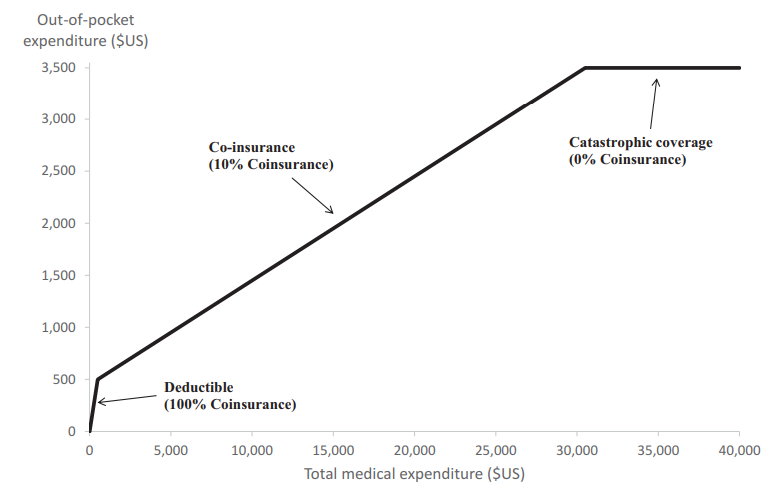 Out-of-pocket
expenditure ($US)
3,500
3,000
2,500
2,000
1,500
1,000
500
0
Co-insurance
(10% Coinsurance)
Catastrophic coverage
(0% Coinsurance)
Deductible
(100% Coinsurance)
0 5,000 10,000 15,000 20,000 25,000 30,000 35,000 40,000
Total medical expenditure ($US)